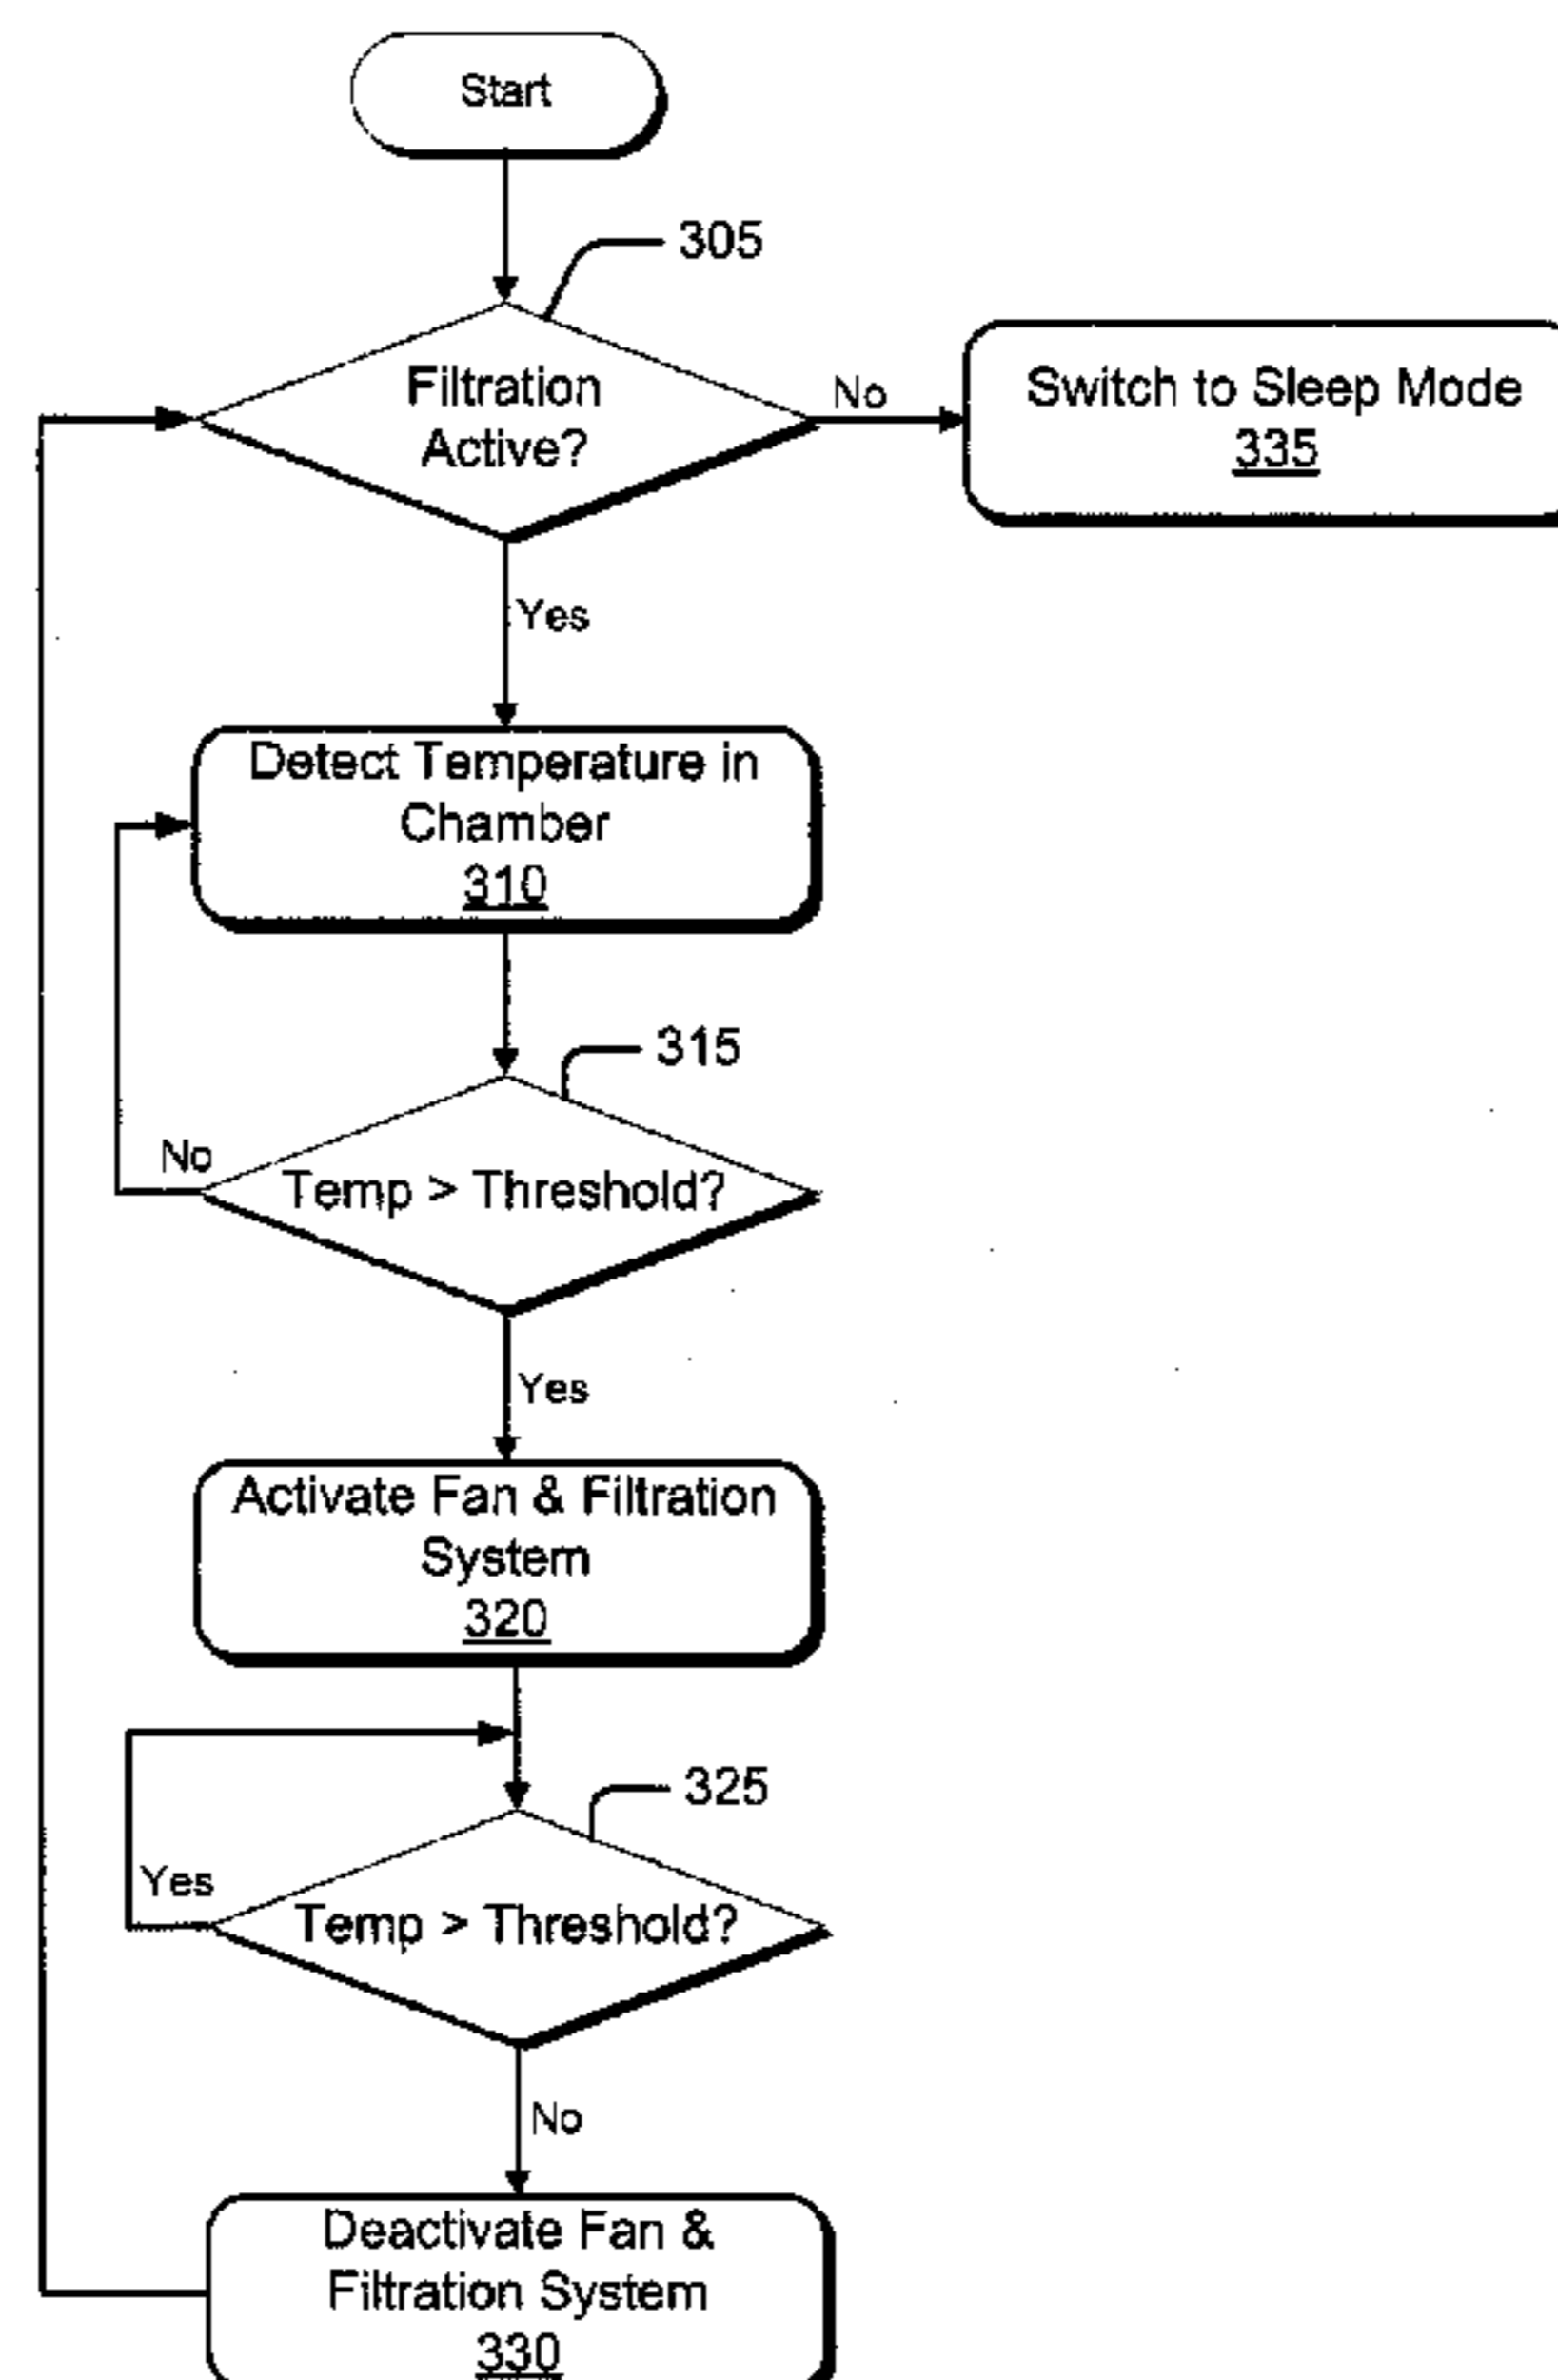 Start
305
Filtration
Active?
No
Switch to Sleep Mode
335
Yes
Detect Temperature in
Chamber
310
315
No
Temp > Threshold?
Yes
Activate Fan & Filtration
System
320
325
Yes
Temp > Threshold?
No
Deactivate Fan &
Filtration System
330